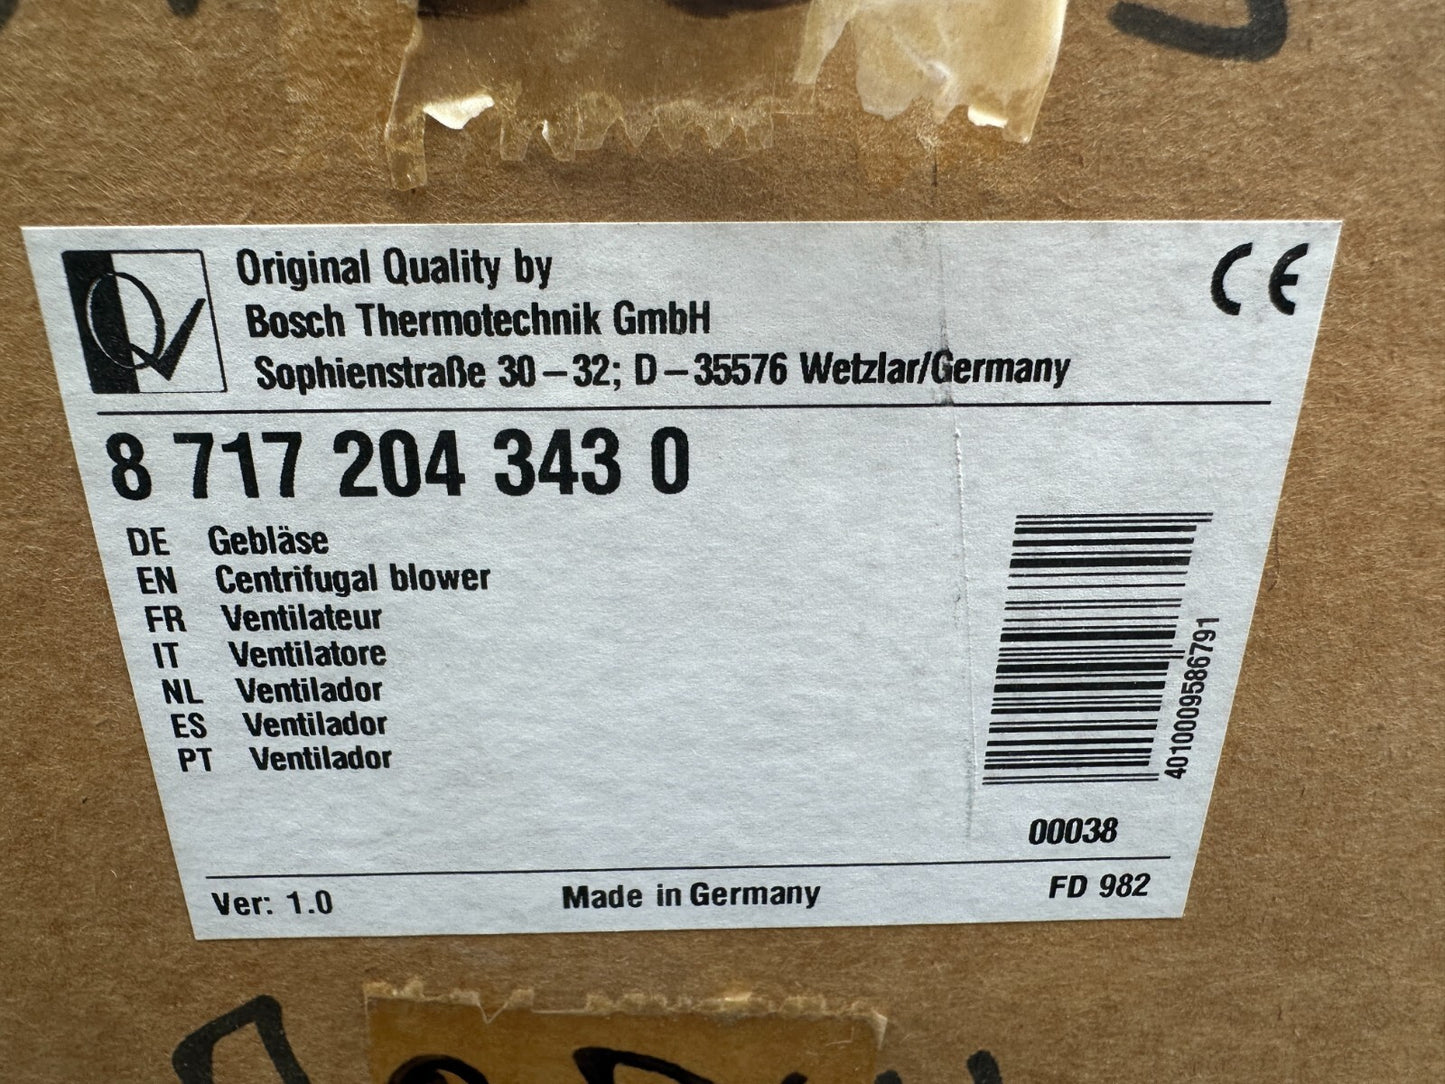 Original Quality by
Bosch Thermotechnik GmbH
Sophienstraße 30–32; D–35576 Wetzlar/Germany
CE
8 717 204 343 0
DE Gebläse
EN Centrifugal blower
FR Ventilateur
IT Ventilatore
NL Ventilador
ES Ventilador
PT Ventilador
4010009586791
00038
Ver: 1.0 Made in Germany FD 982